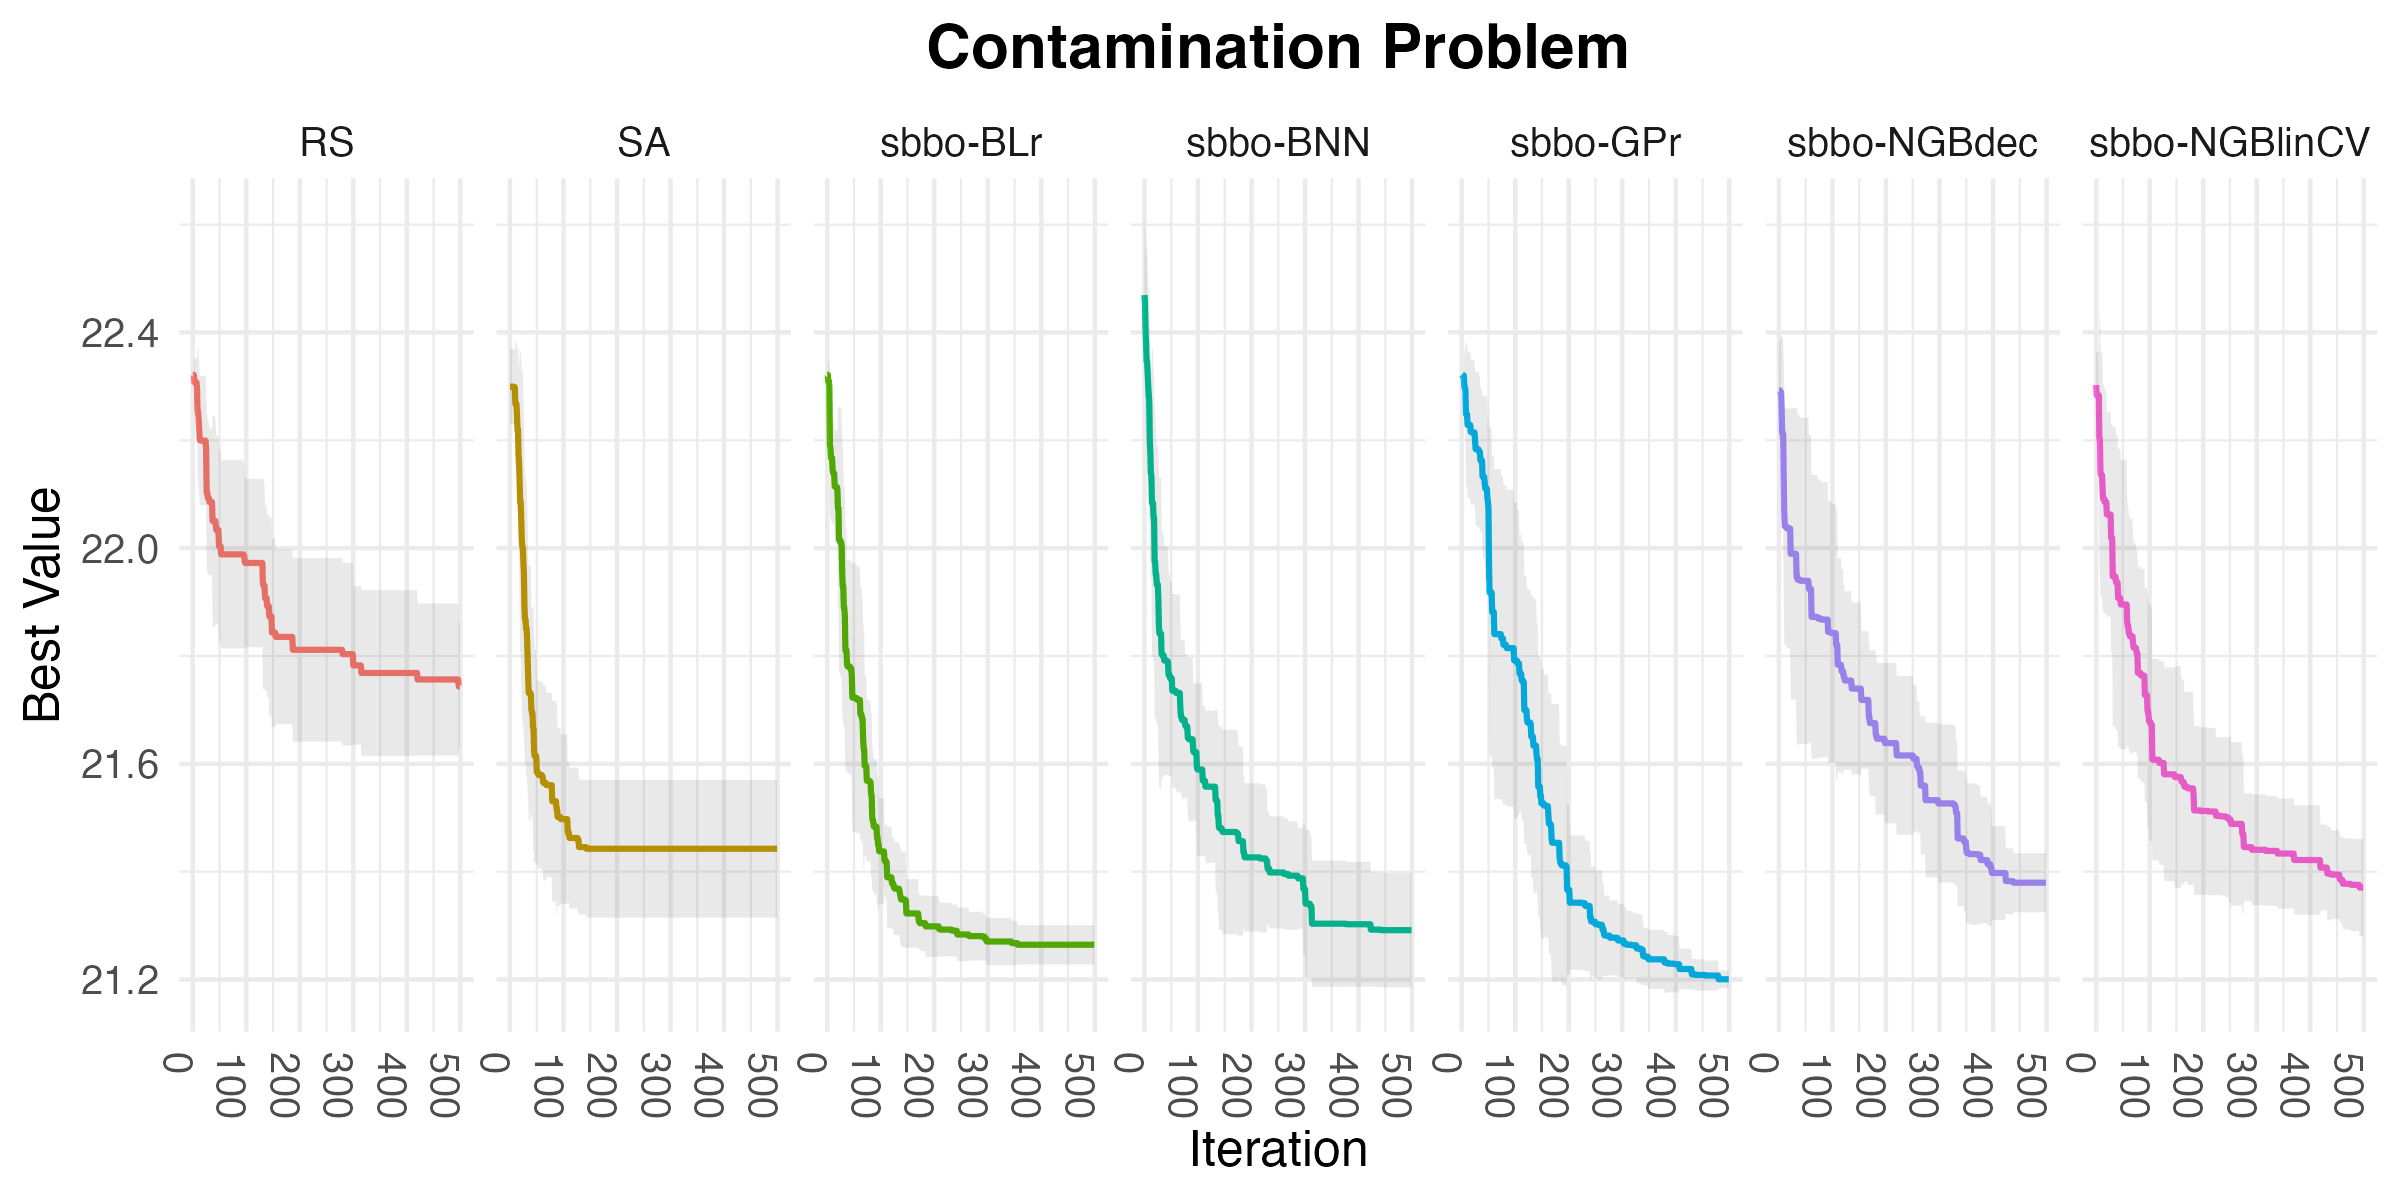 Contamination Problem
RS SA sbbo-BLr sbbo-BNN sbbo-GPr sbbo-NGBdec sbbo-NGBlinCV
Best Value
22.4
22.0
21.6
21.2
0 100 200 300 400 500 0 100 200 300 400 500 0 100 200 300 400 500 0 100 200 300 400 500 0 100 200 300 400 500 0 100 200 300 400 500 0 100 200 300 400 500
Iteration